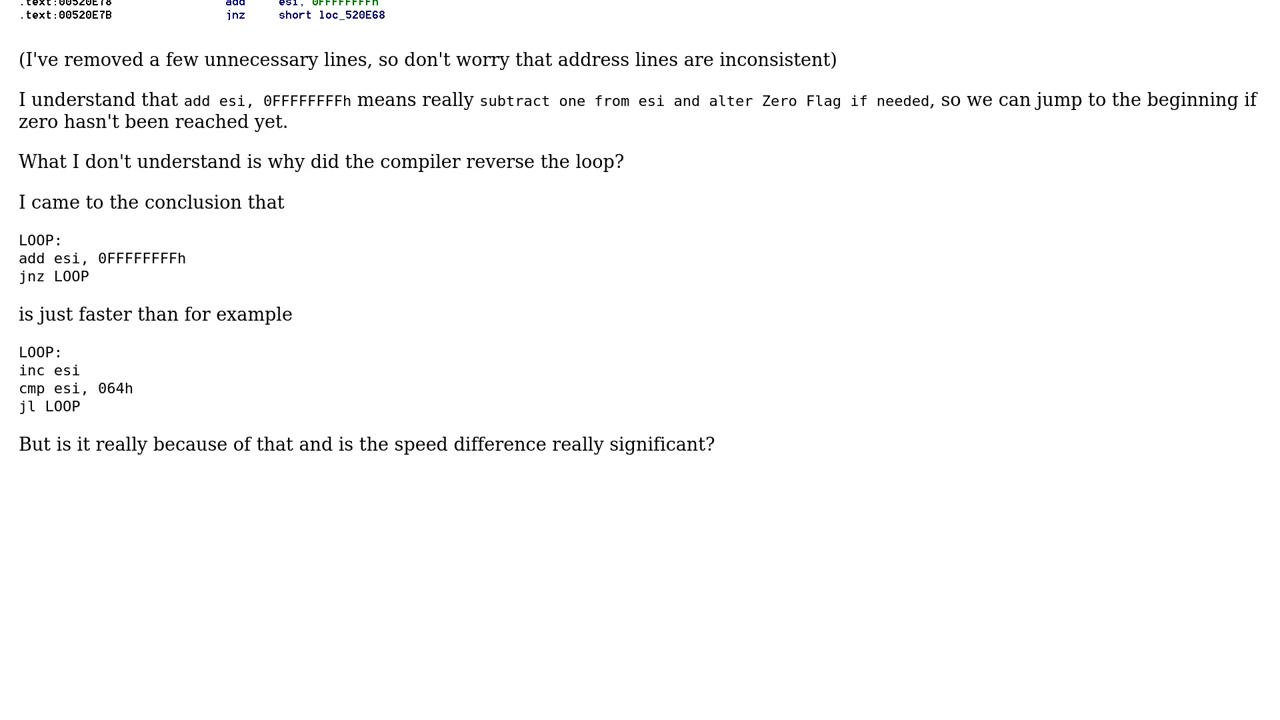 .text:00520E78 add esi, 0FFFFFFFFh
.text:00520E7B jnz short loc_520E68
(I've removed a few unnecessary lines, so don't worry that address lines are inconsistent)
I understand that add esi, 0FFFFFFFFh means really subtract one from esi and alter Zero Flag if needed, so we can jump to the beginning if
zero hasn't been reached yet.
What I don't understand is why did the compiler reverse the loop?
I came to the conclusion that
LOOP:
add esi, 0FFFFFFFFh
jnz LOOP
is just faster than for example
LOOP:
inc esi
cmp esi, 064h
jl LOOP
But is it really because of that and is the speed difference really significant?